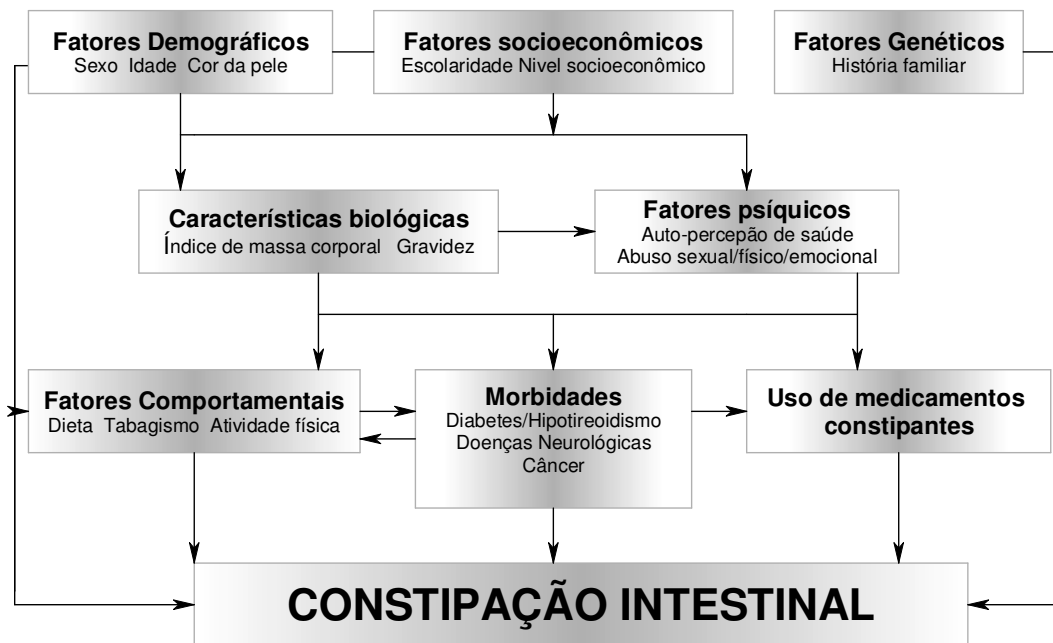 Fatores Demográficos
Sexo Idade Cor da pele
Fatores socioeconômicos
Escolaridade Nivel socioeconômico
Fatores Genéticos
História familiar
Características biológicas
Índice de massa corporal Gravidez
Fatores psíquicos
Auto-percepão de saúde
Abuso sexual/físico/emocional
Fatores Comportamentais
Dieta Tabagismo Atividade física
Morbidades
Diabetes/Hipotireoidismo
Doenças Neurológicas
Câncer
Uso de medicamentos
constipantes
CONSTIPAÇÃO INTESTINAL